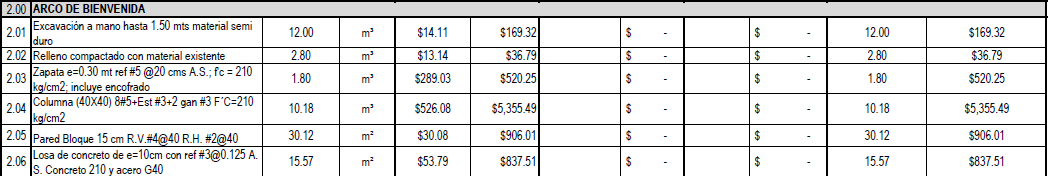 2.00 ARCO DE BIENVENIDA
2.01 Excavación a mano hasta 1.50 mts material semi duro 12.00 m³ $14.11 $169.32 $ - $ - 12.00 $169.32
2.02 Relleno compactado con material existente 2.80 m³ $13.14 $36.79 $ - $ - 2.80 $36.79
2.03 Zapata e=0.30 mt ref #5 @20 cms A.S.; f'c = 210 kg/cm2; incluye encofrado 1.80 m³ $289.03 $520.25 $ - $ - 1.80 $520.25
2.04 Columna (40X40) 8#5+Est #3+2 gan #3 F´C=210 kg/cm2 10.18 m³ $526.08 $5,355.49 $ - $ - 10.18 $5,355.49
2.05 Pared Bloque 15 cm R.V.#4@40 R.H. #2@40 30.12 m² $30.08 $906.01 $ - $ - 30.12 $906.01
2.06 Losa de concreto de e=10cm con ref #3@0.125 A. S. Concreto 210 y acero G40 15.57 m² $53.79 $837.51 $ - $ - 15.57 $837.51